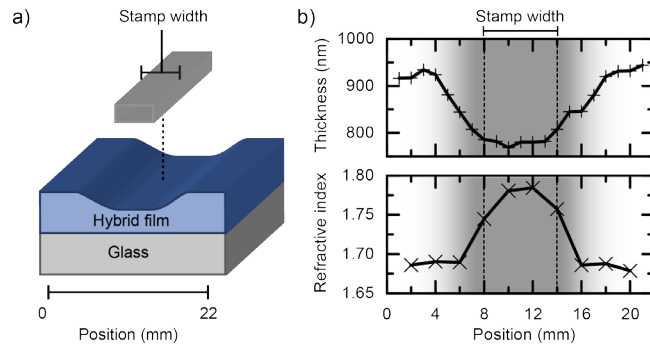 a)
Stamp width
Hybrid film
Glass
0
22
Position (mm)
b)
Stamp width
Thickness (nm)
1000
900
800
Refractive index
1.80
1.75
1.70
1.65
0 4 8 12 16 20
Position (mm)